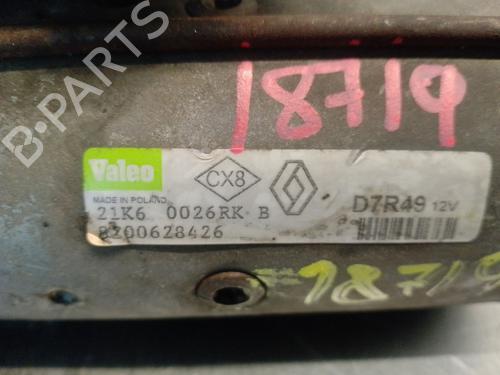 B-PARTS
18719
Valeo
CX8
MADE IN POLAND
D7R49 12V
21K6 0026RK B
8200628426
18719